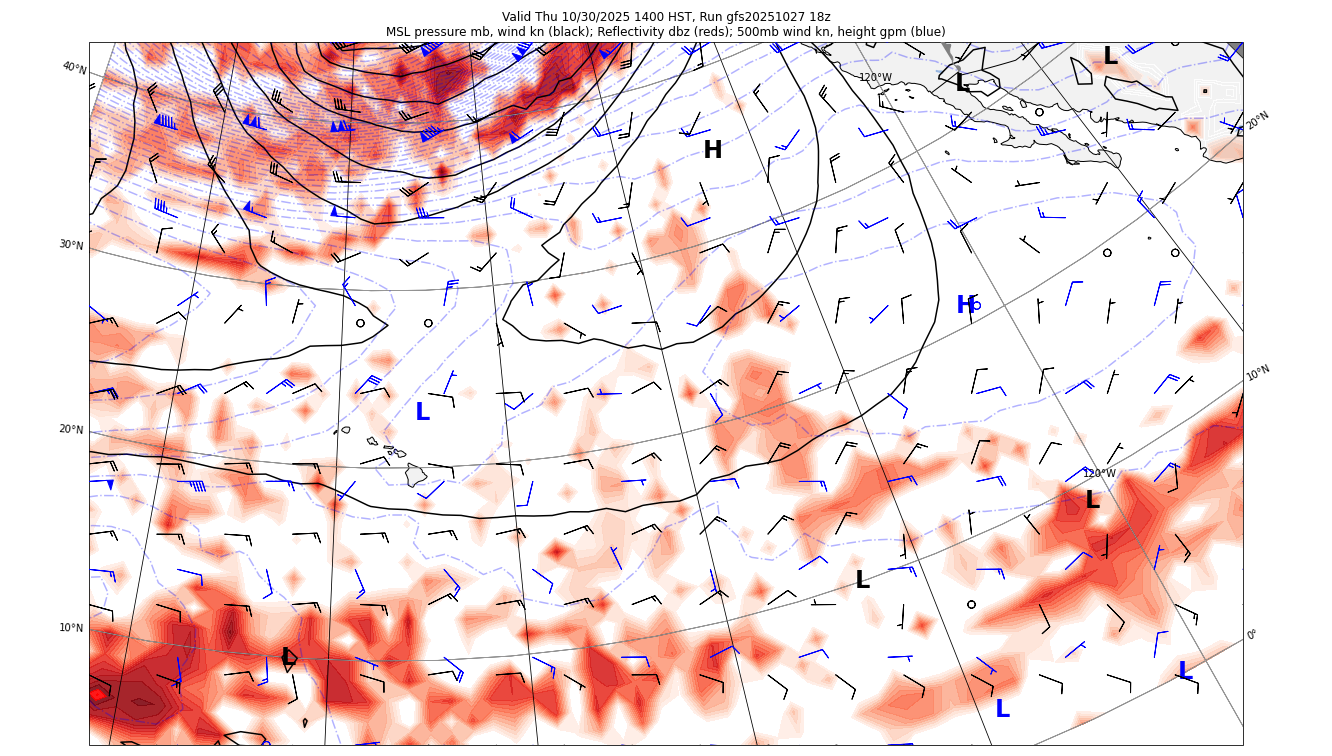 Valid Thu 10/30/2025 1400 HST, Run gfs20251027 18z
MSL pressure mb, wind kn (black); Reflectivity dbz (reds); 500mb wind kn, height gpm (blue)
40°N
120°W
L
L
20°N
H
30°N
H
10°N
L
20°N
120°W
L
L
10°N
0°
L
L
L